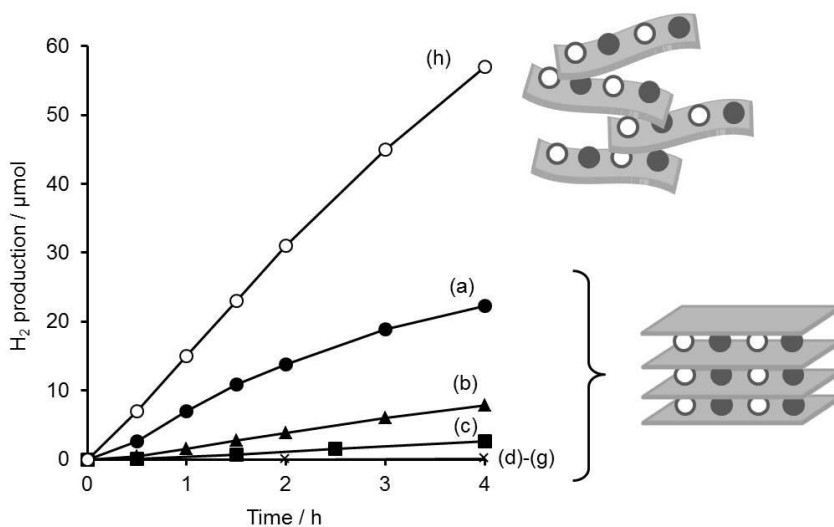 H2 production / μmol
60
50
40
30
20
10
0
(h)
(a)
(b)
(c)
(d)-(g)
0 1 2 3 4
Time / h